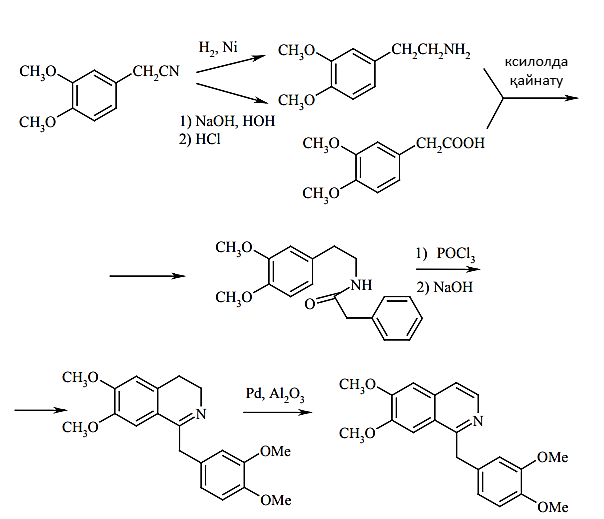 CH₃O
CH₃O
CH₂CN
H₂, Ni
1) NaOH, HOH
2) HCl
CH₃O
CH₃O
CH₂CH₂NH₂
CH₃O
CH₃O
CH₂COOH
ксилолда
қайнату
CH₃O
CH₃O
NH
O
1) POCl₃
2) NaOH
CH₃O
CH₃O
N
OMe
OMe
Pd, Al₂O₃
CH₃O
CH₃O
N
OMe
OMe